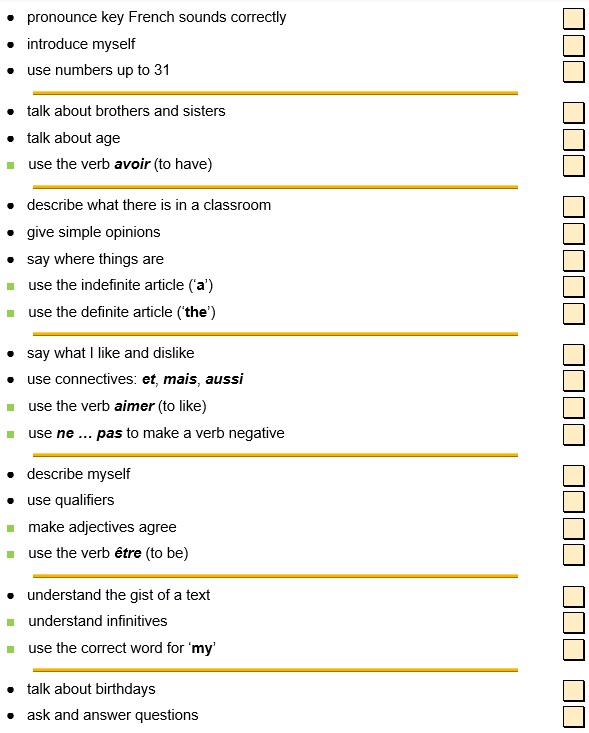 pronounce key French sounds correctly
introduce myself
use numbers up to 31
talk about brothers and sisters
talk about age
use the verb avoir (to have)
describe what there is in a classroom
give simple opinions
say where things are
use the indefinite article (‘a’)
use the definite article (‘the’)
say what I like and dislike
use connectives: et, mais, aussi
use the verb aimer (to like)
use ne … pas to make a verb negative
describe myself
use qualifiers
make adjectives agree
use the verb être (to be)
understand the gist of a text
understand infinitives
use the correct word for ‘my’
talk about birthdays
ask and answer questions